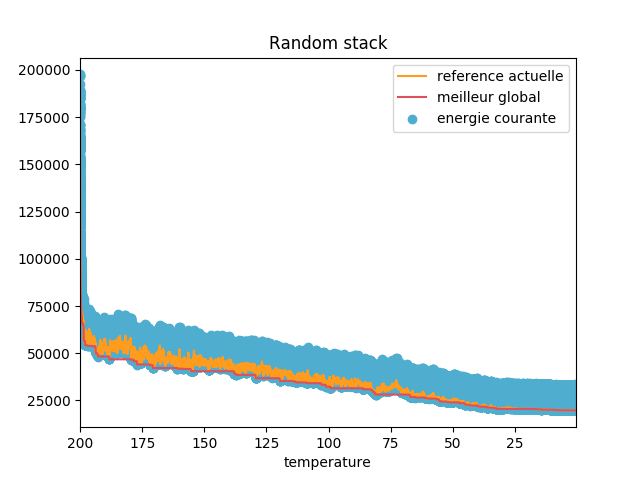 Random stack
reference actuelle
meilleur global
energie courante
200000
175000
150000
125000
100000
75000
50000
25000
200 175 150 125 100 75 50 25
temperature